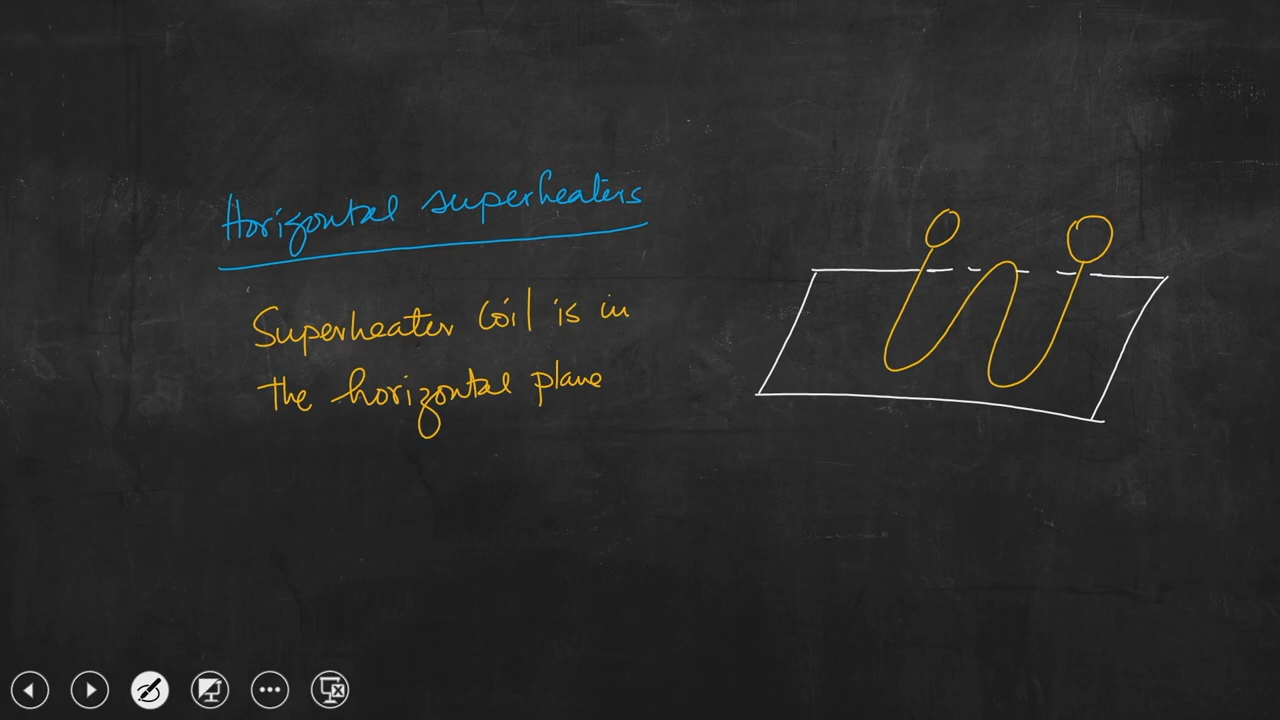 Horizontal superheaters
Superheater coil is in
the horizontal plane